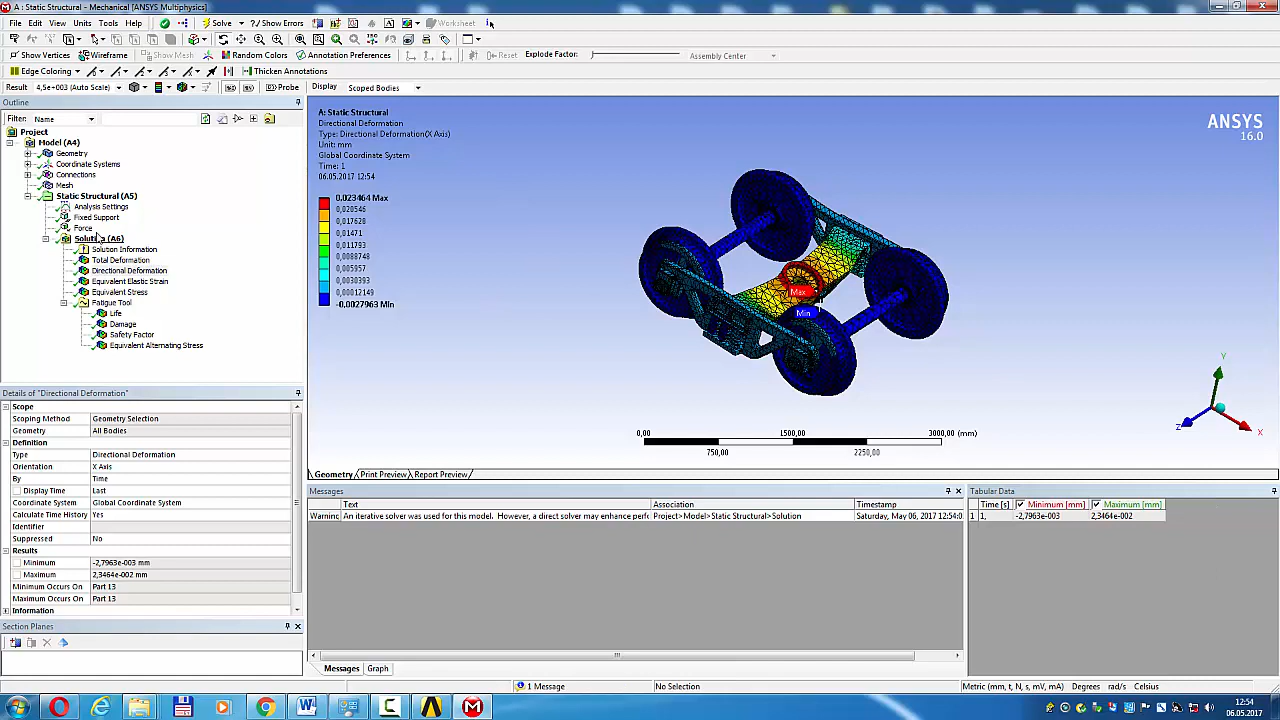 A : Static Structural - Mechanical [ANSYS Multiphysics]
File Edit View Units Tools Help Solve Show Errors Worksheet
Show Vertices Wireframe Show Mesh Random Colors Annotation Preferences Reset Explode Factor: Assembly Center
Edge Coloring Thicken Annotations
Result 4,5e+003 (Auto Scale) Probe Display Scoped Bodies
Outline
Filter: Name
Project
Model (A4)
Geometry
Coordinate Systems
Connections
Mesh
Static Structural (A5)
Analysis Settings
Fixed Support
Force
Solution (A6)
Solution Information
Total Deformation
Directional Deformation
Equivalent Elastic Strain
Equivalent Stress
Fatigue Tool
Life
Damage
Safety Factor
Equivalent Alternating Stress
Details of "Directional Deformation"
Scope
Scoping Method Geometry Selection
Geometry All Bodies
Definition
Type Directional Deformation
Orientation X Axis
By Time
Display Time Last
Coordinate System Global Coordinate System
Calculate Time History Yes
Identifier
Suppressed No
Results
Minimum -2,7963e-003 mm
Maximum 2,3464e-002 mm
Minimum Occurs On Part 13
Maximum Occurs On Part 13
Information
Section Planes
A: Static Structural
Directional Deformation
Type: Directional Deformation(X Axis)
Unit: mm
Global Coordinate System
Time: 1
06.05.2017 12:54
0.023464 Max
0,020546
0,017628
0,01471
0,011793
0,0088748
0,005957
0,0030393
0,00012149
-0.0027963 Min
ANSYS
16.0
Max
Min
0,00 1500,00 3000,00 (mm)
750,00 2250,00
Y
Z X
Geometry Print Preview Report Preview
Messages
Text Association Timestamp
Warning An iterative solver was used for this model. However, a direct solver may enhance perfo Project>Model>Static Structural>Solution Saturday, May 06, 2017 12:54:0
Messages Graph
Tabular Data
Time [s] Minimum [mm] Maximum [mm]
1 1, -2,7963e-003 2,3464e-002
1 Message No Selection Metric (mm, t, N, s, mV, mA) Degrees rad/s Celsius
12:54
06.05.2017